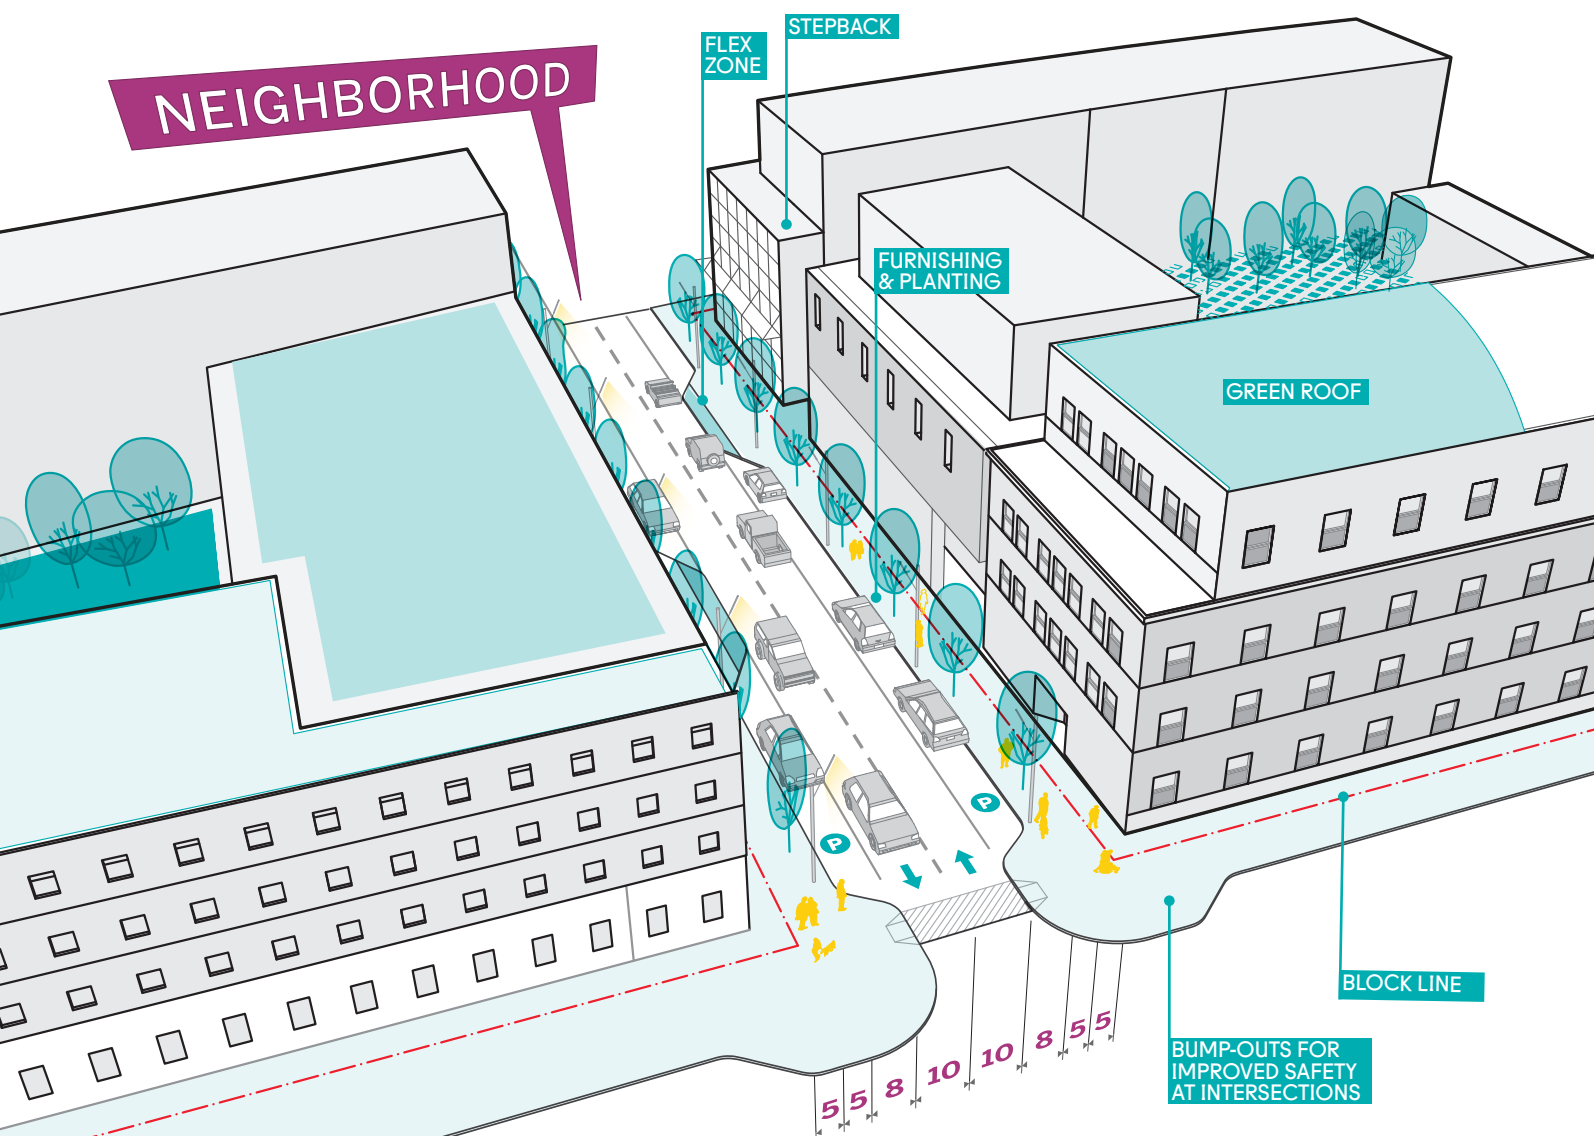 STEPBACK
FLEX
ZONE
NEIGHBORHOOD
FURNISHING
& PLANTING
GREEN ROOF
P
P
BLOCK LINE
BUMP-OUTS FOR
IMPROVED SAFETY
AT INTERSECTIONS
5 5 8 10 10 8 5 5